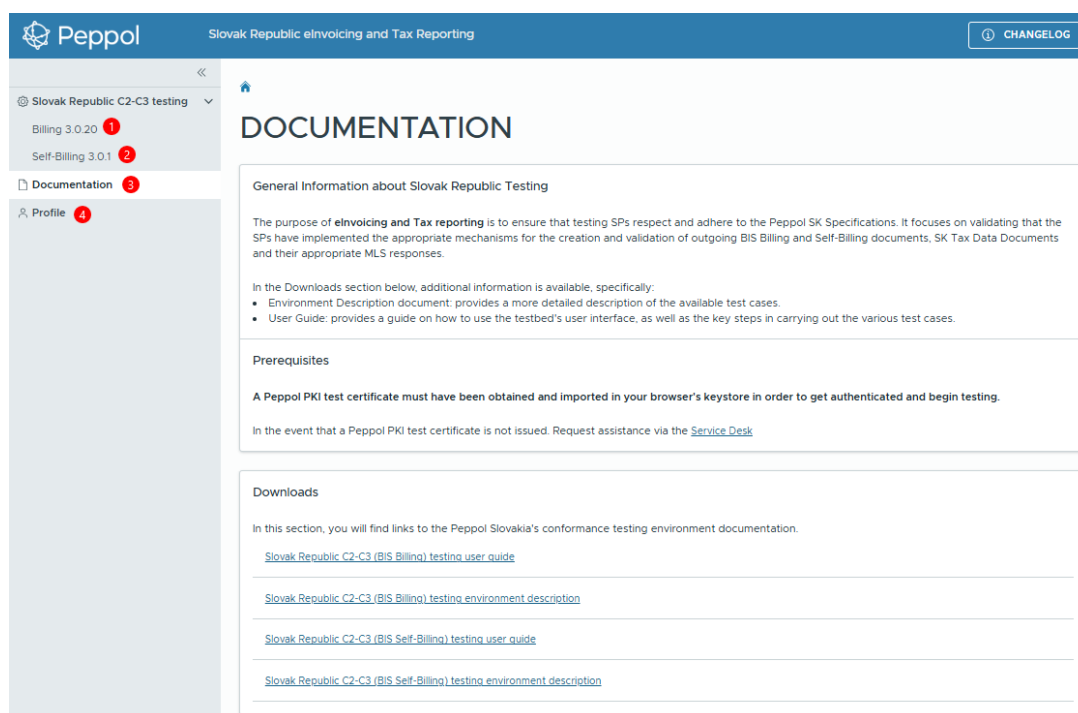 Peppol
Slovak Republic eInvoicing and Tax Reporting
CHANGELOG
Slovak Republic C2-C3 testing
Billing 3.0.20 1
Self-Billing 3.0.1 2
Documentation 3
Profile 4
DOCUMENTATION
General Information about Slovak Republic Testing
The purpose of eInvoicing and Tax reporting is to ensure that testing SPs respect and adhere to the Peppol SK Specifications. It focuses on validating that the
SPs have implemented the appropriate mechanisms for the creation and validation of outgoing BIS Billing and Self-Billing documents, SK Tax Data Documents
and their appropriate MLS responses.
In the Downloads section below, additional information is available, specifically:
• Environment Description document: provides a more detailed description of the available test cases.
• User Guide: provides a guide on how to use the testbed's user interface, as well as the key steps in carrying out the various test cases.
Prerequisites
A Peppol PKI test certificate must have been obtained and imported in your browser's keystore in order to get authenticated and begin testing.
In the event that a Peppol PKI test certificate is not issued. Request assistance via the Service Desk
Downloads
In this section, you will find links to the Peppol Slovakia's conformance testing environment documentation.
Slovak Republic C2-C3 (BIS Billing) testing user guide
Slovak Republic C2-C3 (BIS Billing) testing environment description
Slovak Republic C2-C3 (BIS Self-Billing) testing user guide
Slovak Republic C2-C3 (BIS Self-Billing) testing environment description